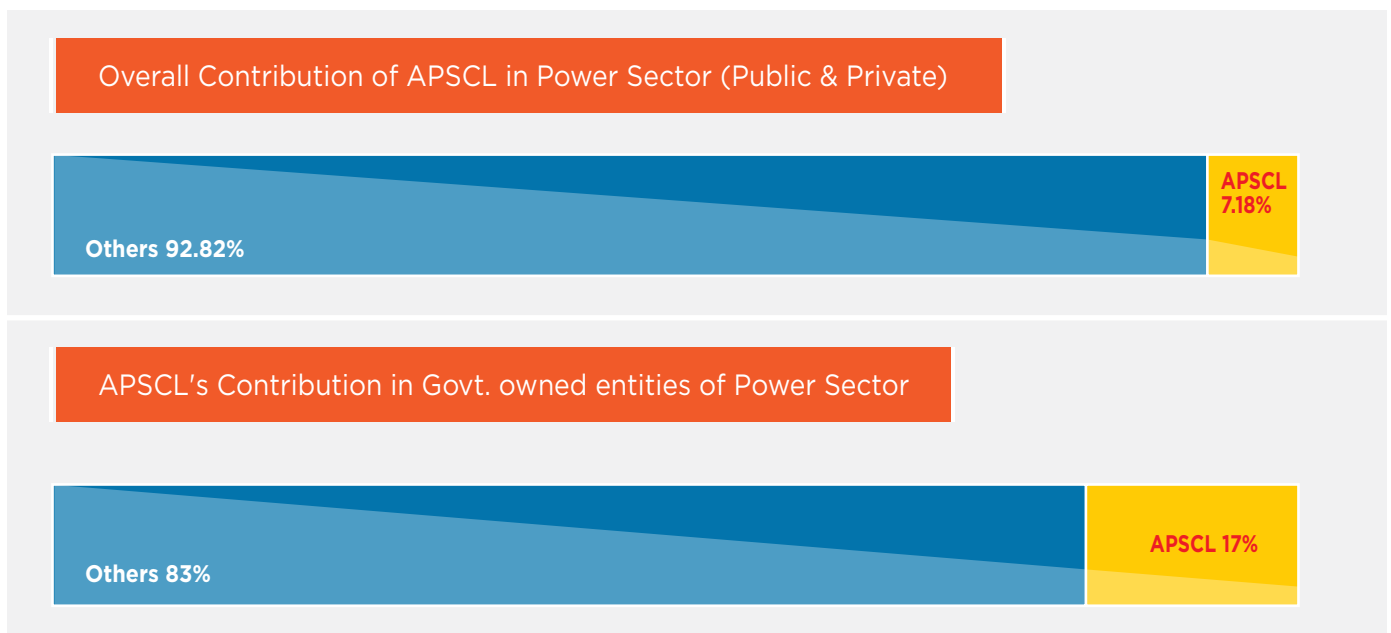 Overall Contribution of APSCL in Power Sector (Public & Private)
APSCL
7.18%
Others 92.82%
APSCL's Contribution in Govt. owned entities of Power Sector
APSCL 17%
Others 83%